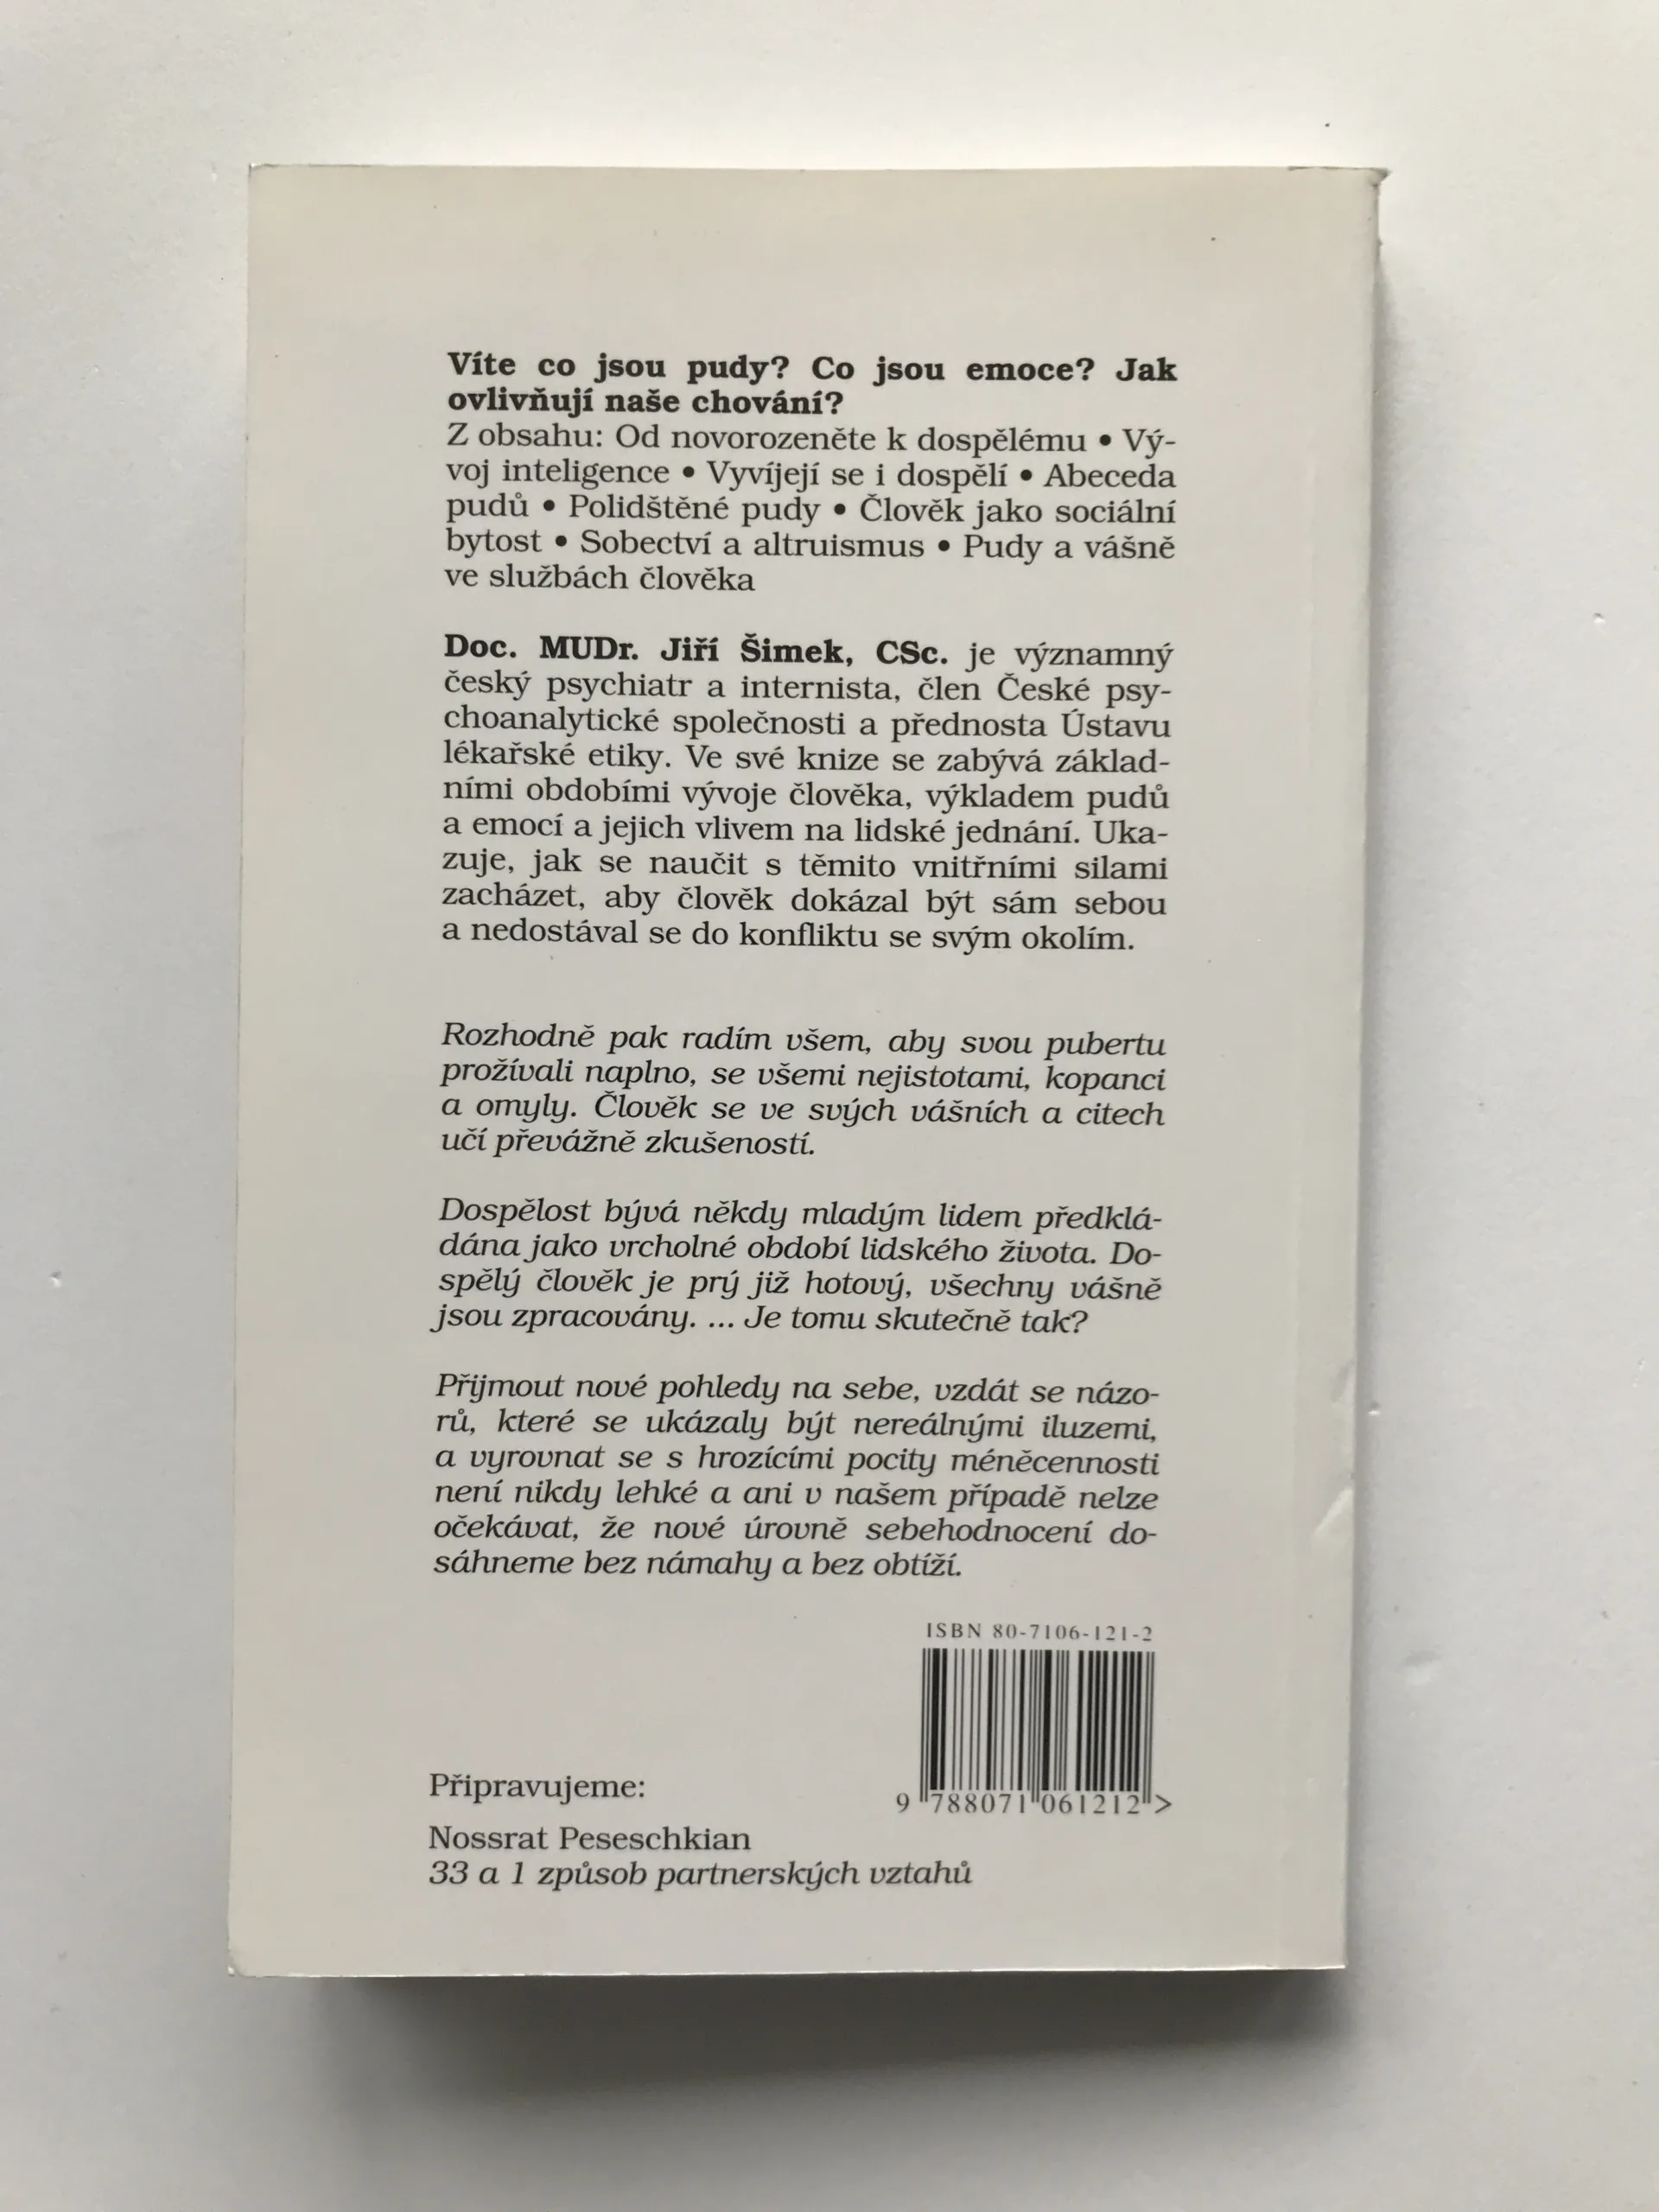 Víte co jsou pudy? Co jsou emoce? Jak
ovlivňují naše chování?
Z obsahu: Od novorozeněte k dospělému • Vý-
voj inteligence • Vyvíjejí se i dospělí • Abeceda
pudů • Polidštěné pudy • Člověk jako sociální
bytost • Sobectví a altruismus • Pudy a vášně
ve službách člověka
Doc. MUDr. Jiří Šimek, CSc. je významný
český psychiatr a internista, člen České psy-
choanalytické společnosti a přednosta Ústavu
lékařské etiky. Ve své knize se zabývá základ-
ními obdobími vývoje člověka, výkladem pudů
a emocí a jejich vlivem na lidské jednání. Uka-
zuje, jak se naučit s těmito vnitřními silami
zacházet, aby člověk dokázal být sám sebou
a nedostával se do konfliktu se svým okolím.
Rozhodně pak radím všem, aby svou pubertu
prožívali naplno, se všemi nejistotami, kopanci
a omyly. Člověk se ve svých vášních a citech
učí převážně zkušeností.
Dospělost bývá někdy mladým lidem předklá-
dána jako vrcholné období lidského života. Do-
spělý člověk je prý již hotový, všechny vášně
jsou zpracovány. ... Je tomu skutečně tak?
Přijmout nové pohledy na sebe, vzdát se názo-
rů, které se ukázaly být nereálnými iluzemi,
a vyrovnat se s hrozícími pocity méněcennosti
není nikdy lehké a ani v našem případě nelze
očekávat, že nové úrovně sebehodnocení do-
sáhneme bez námahy a bez obtíží.
ISBN 80-7106-121-2
9 788071 061212 >
Připravujeme:
Nossrat Peseschkian
33 a 1 způsob partnerských vztahů